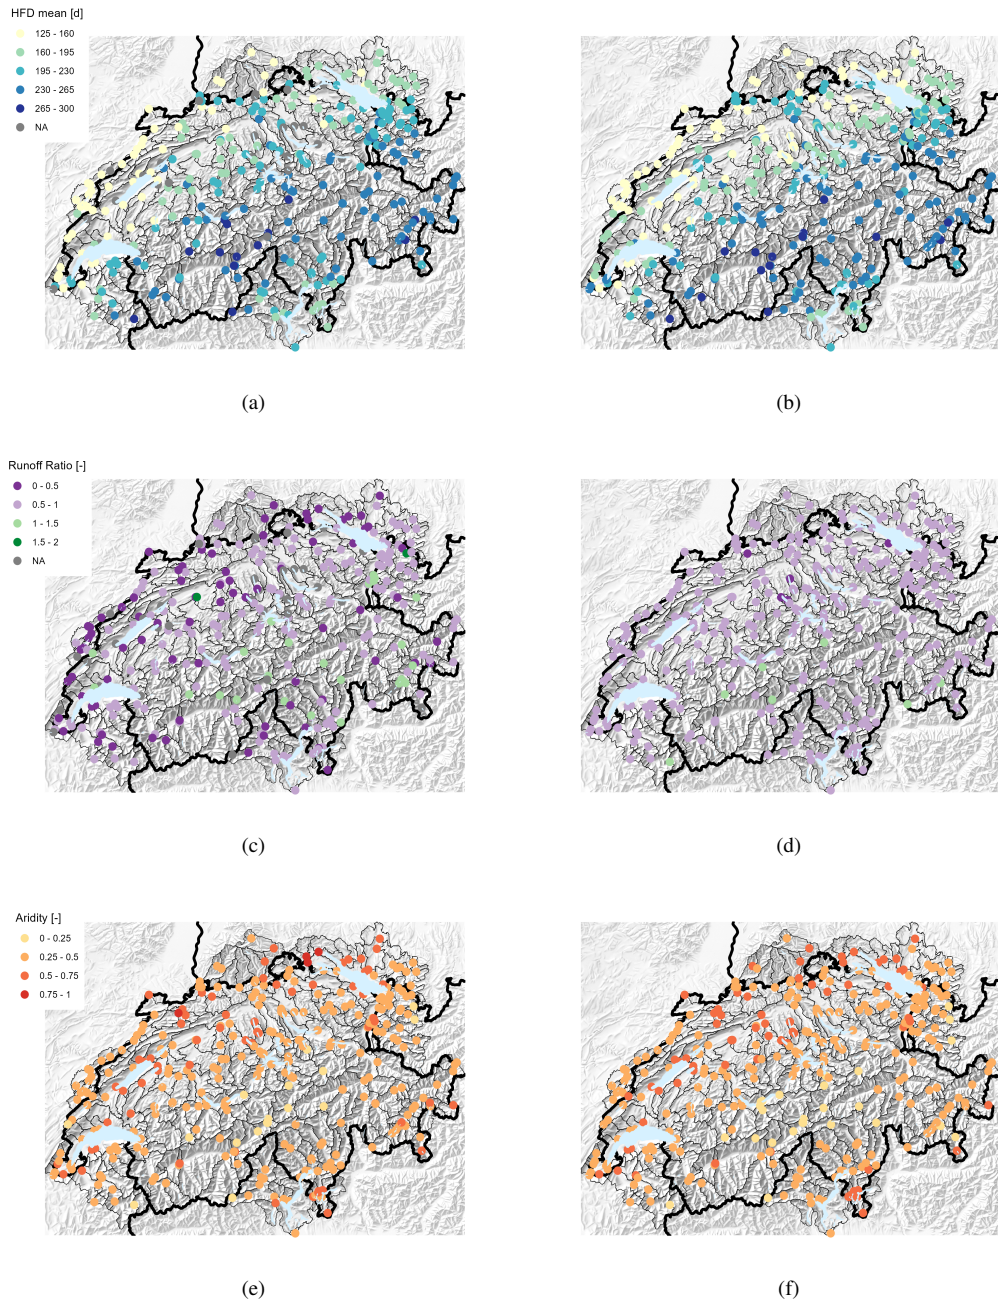 HFD mean [d]
125 - 160
160 - 195
195 - 230
230 - 265
265 - 300
NA
(a)
(b)
Runoff Ratio [-]
0 - 0.5
0.5 - 1
1 - 1.5
1.5 - 2
NA
(c)
(d)
Aridity [-]
0 - 0.25
0.25 - 0.5
0.5 - 0.75
0.75 - 1
(e)
(f)